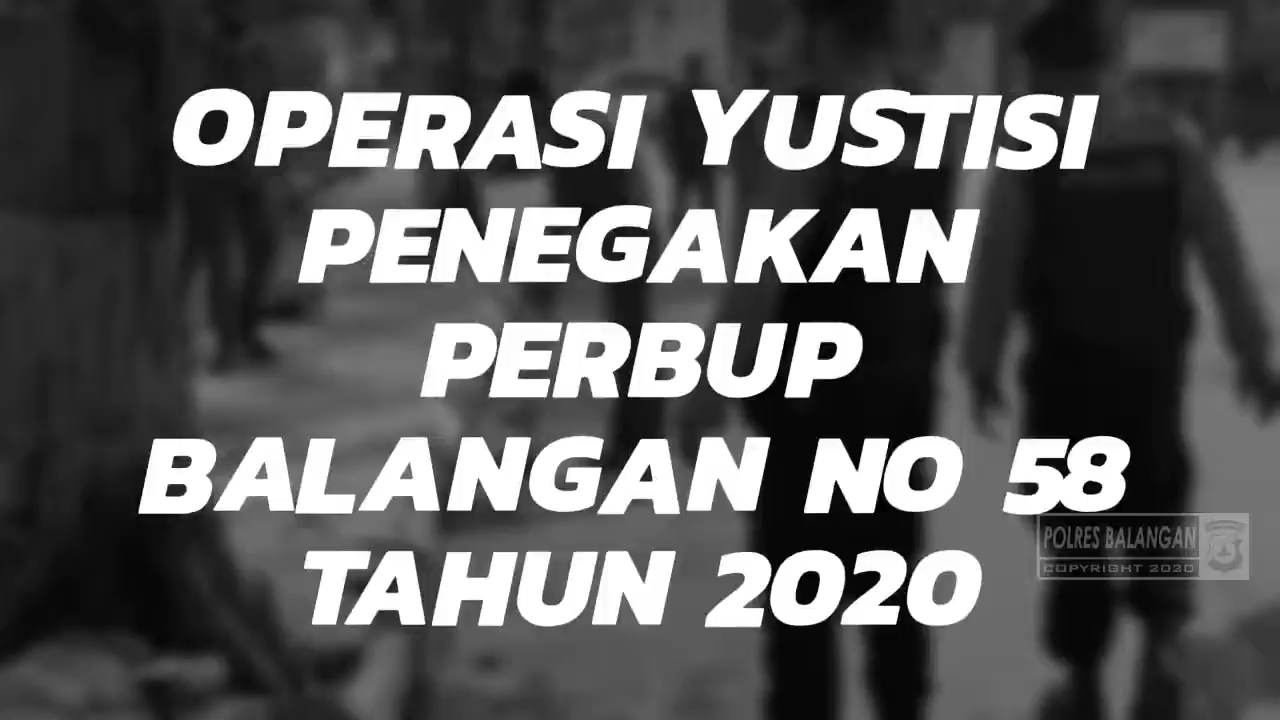 OPERASI YUSTISI
PENEGAKAN
PERBUP
BALANGAN NO 58
TAHUN 2020
POLRES BALANGAN
COPYRIGHT 2020